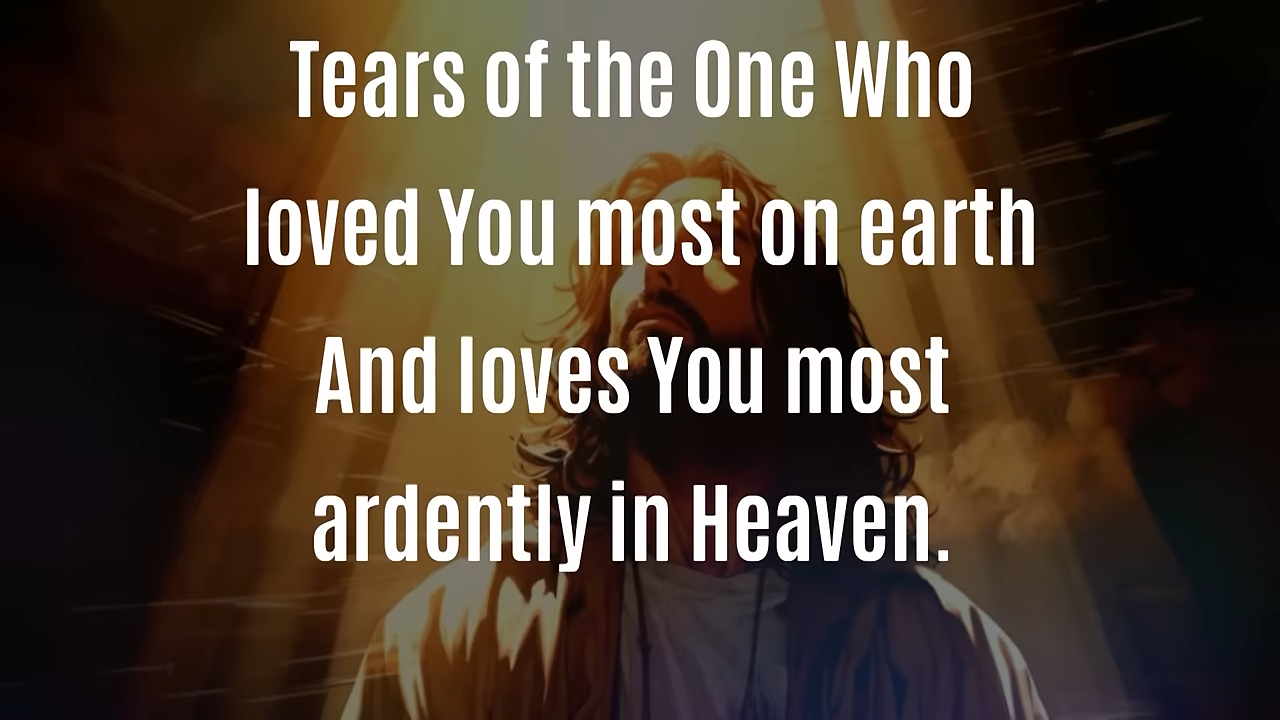 Tears of the One Who
loved You most on earth
And loves You most
ardently in Heaven.